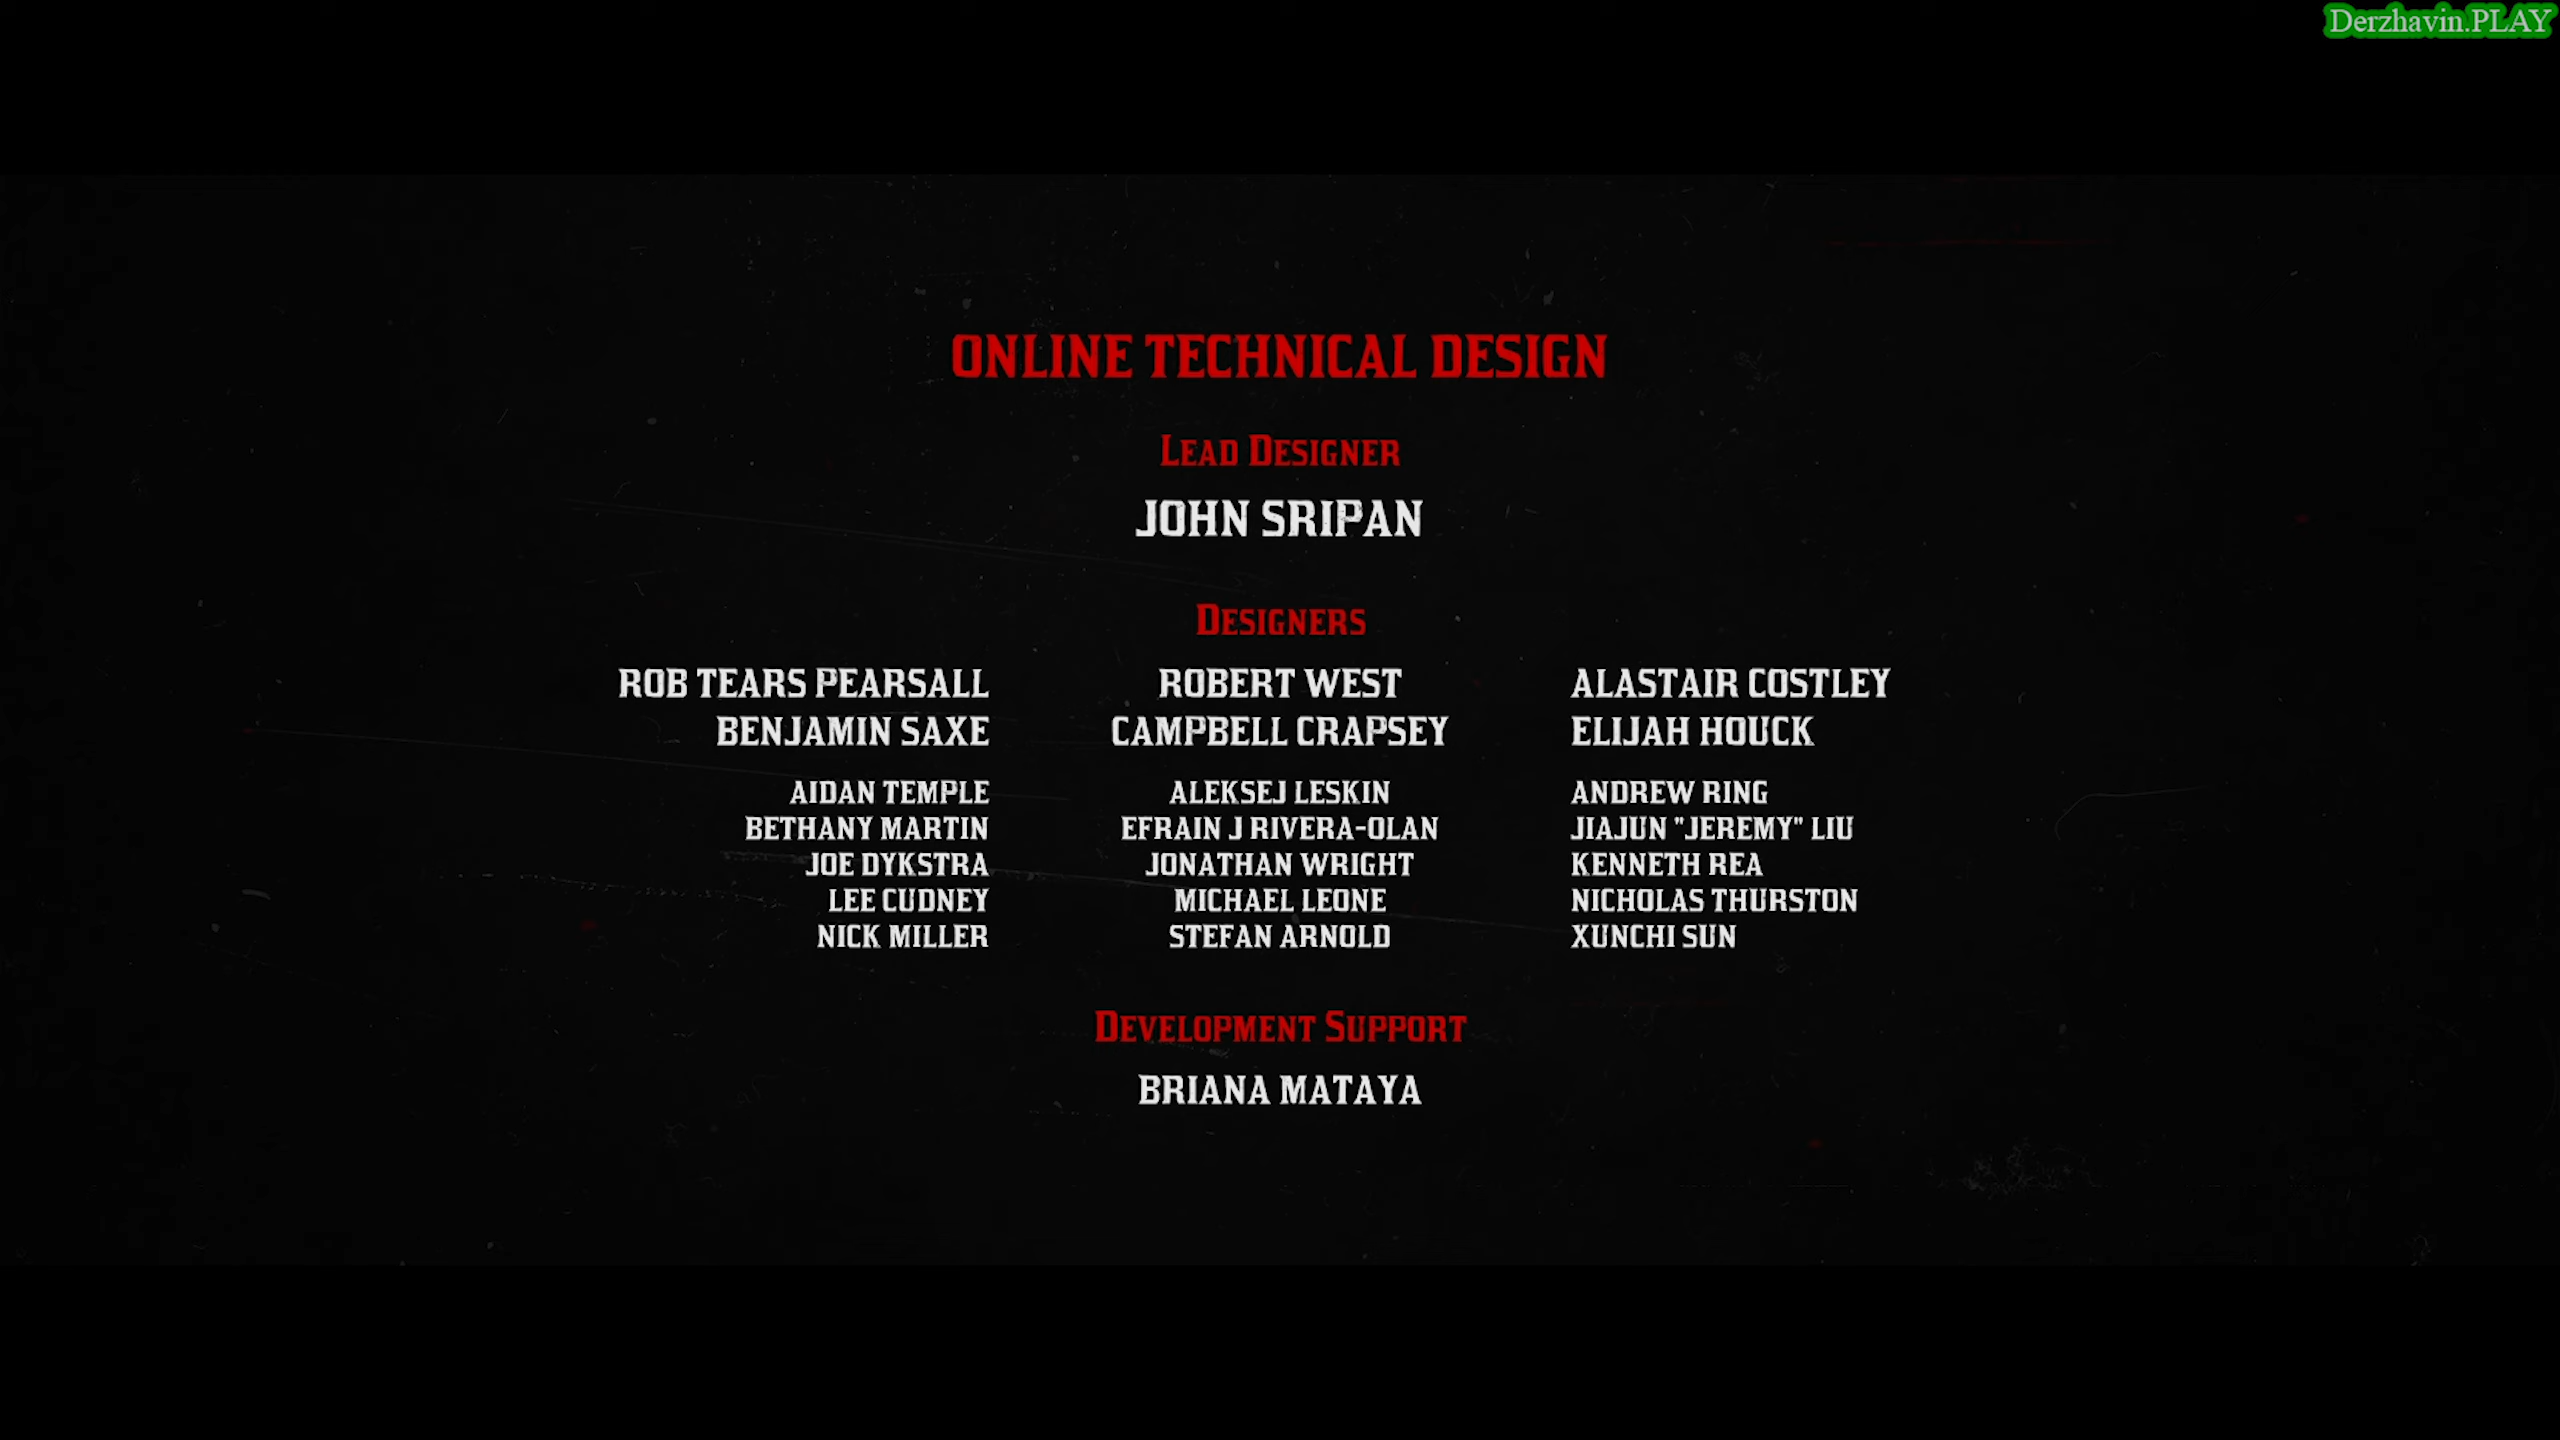 Derzhavin.PLAY
ONLINE TECHNICAL DESIGN
LEAD DESIGNER
JOHN SRIPAN
DESIGNERS
ROB TEARS PEARSALL ROBERT WEST ALASTAIR COSTLEY
BENJAMIN SAXE CAMPBELL CRAPSEY ELIJAH HOUCK
AIDAN TEMPLE ALEKSEJ LESKIN ANDREW RING
BETHANY MARTIN EFRAIN J RIVERA-OLAN JIAJUN "JEREMY" LIU
JOE DYKSTRA JONATHAN WRIGHT KENNETH REA
LEE CUDNEY MICHAEL LEONE NICHOLAS THURSTON
NICK MILLER STEFAN ARNOLD XUNCHI SUN
DEVELOPMENT SUPPORT
BRIANA MATAYA